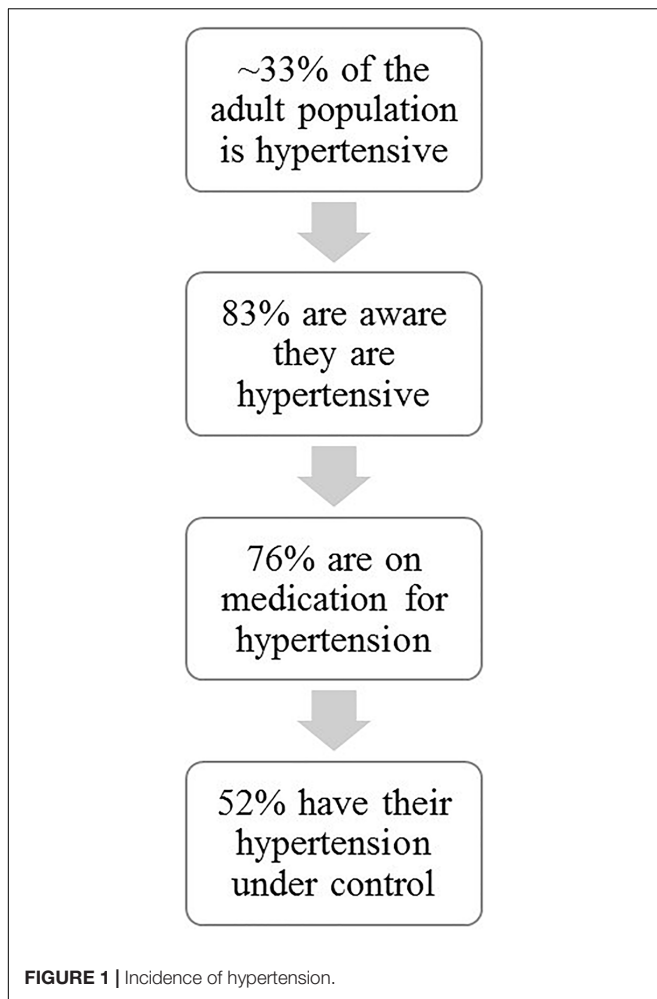 ~33% of the
adult population
is hypertensive
83% are aware
they are
hypertensive
76% are on
medication for
hypertension
52% have their
hypertension
under control
FIGURE 1 | Incidence of hypertension.